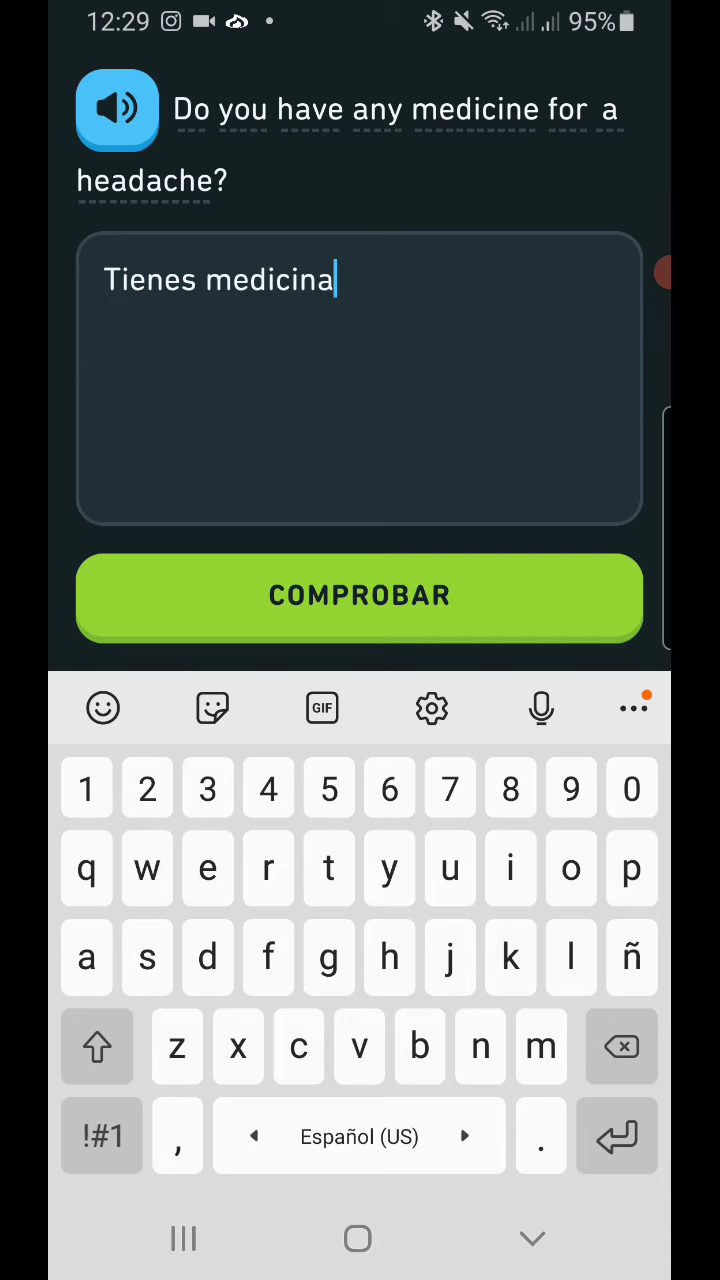 12:29 95%
Do you have any medicine for a
headache?
Tienes medicina
COMPROBAR
GIF
1 2 3 4 5 6 7 8 9 0
q w e r t y u i o p
a s d f g h j k l ñ
z x c v b n m
!#1 , Español (US) .